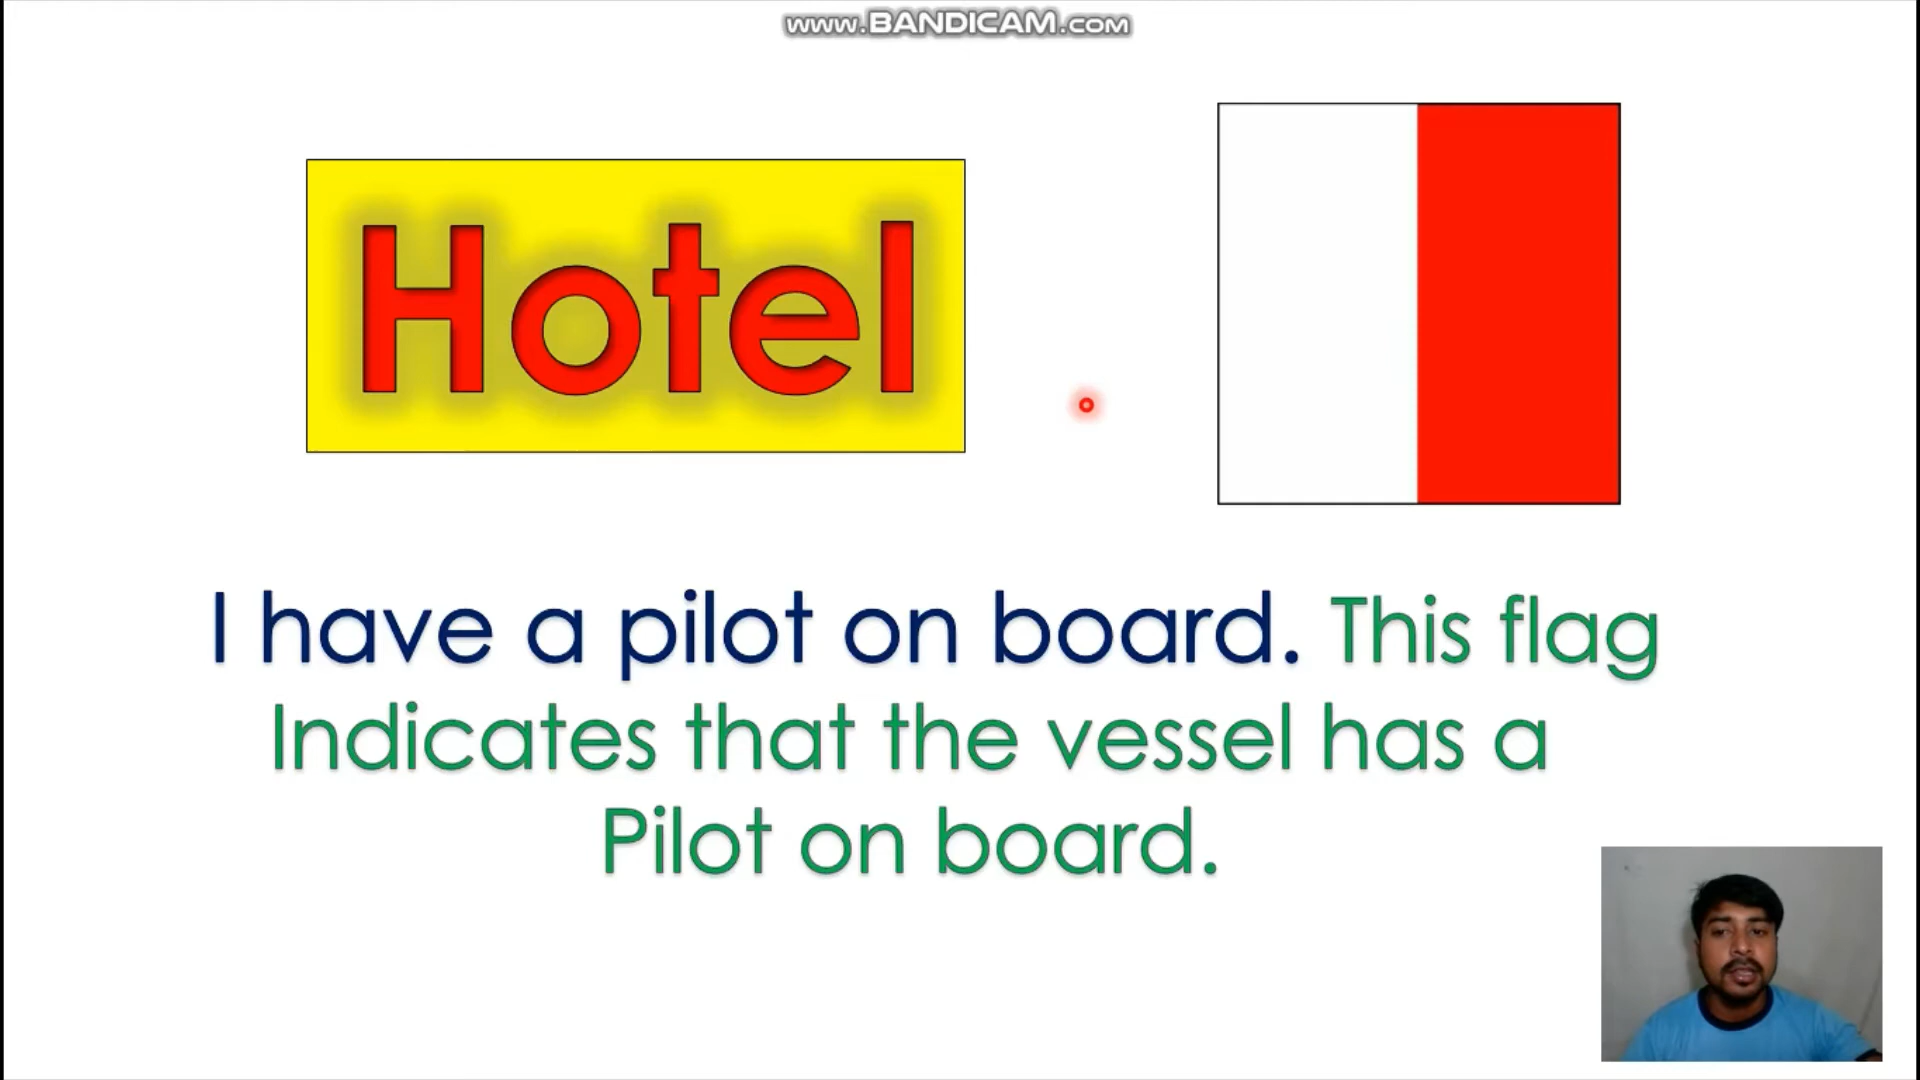 www.BANDICAM.com
Hotel
I have a pilot on board. This flag
Indicates that the vessel has a
Pilot on board.